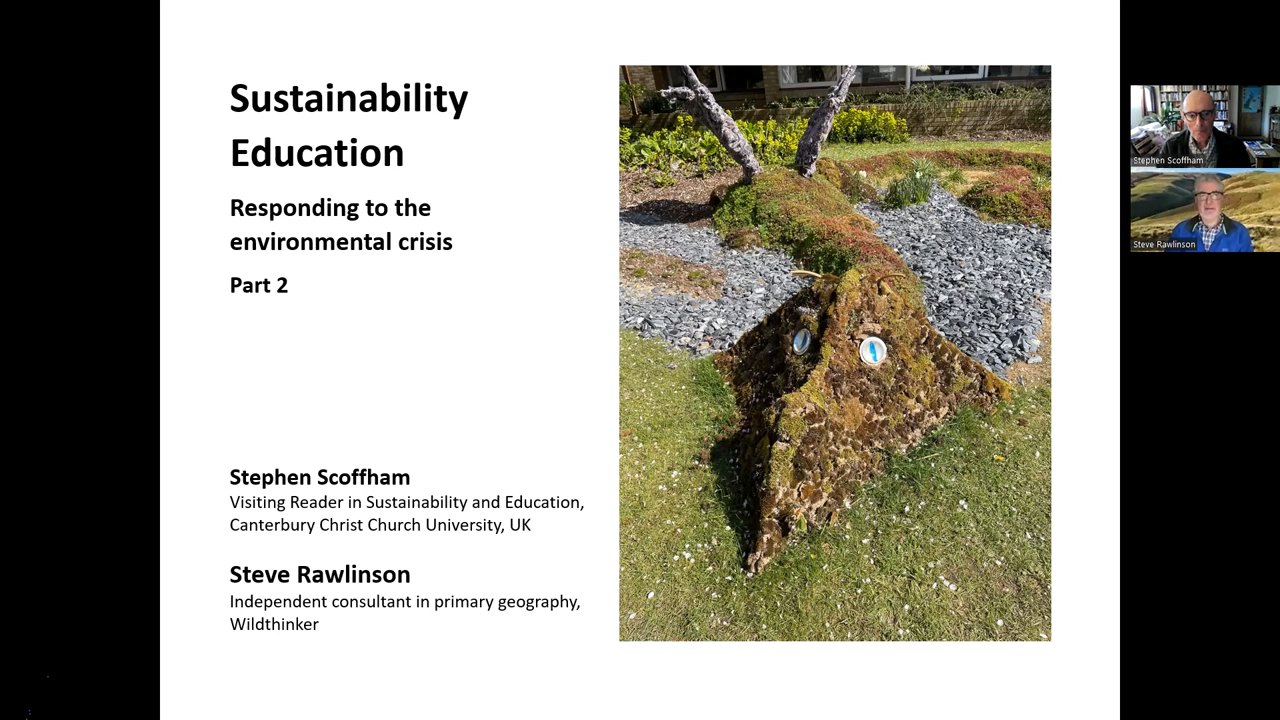 Sustainability
Education
Responding to the
environmental crisis
Part 2
Stephen Scoffham
Visiting Reader in Sustainability and Education,
Canterbury Christ Church University, UK
Steve Rawlinson
Independent consultant in primary geography,
Wildthinker
Stephen Scoffham
Steve Rawlinson